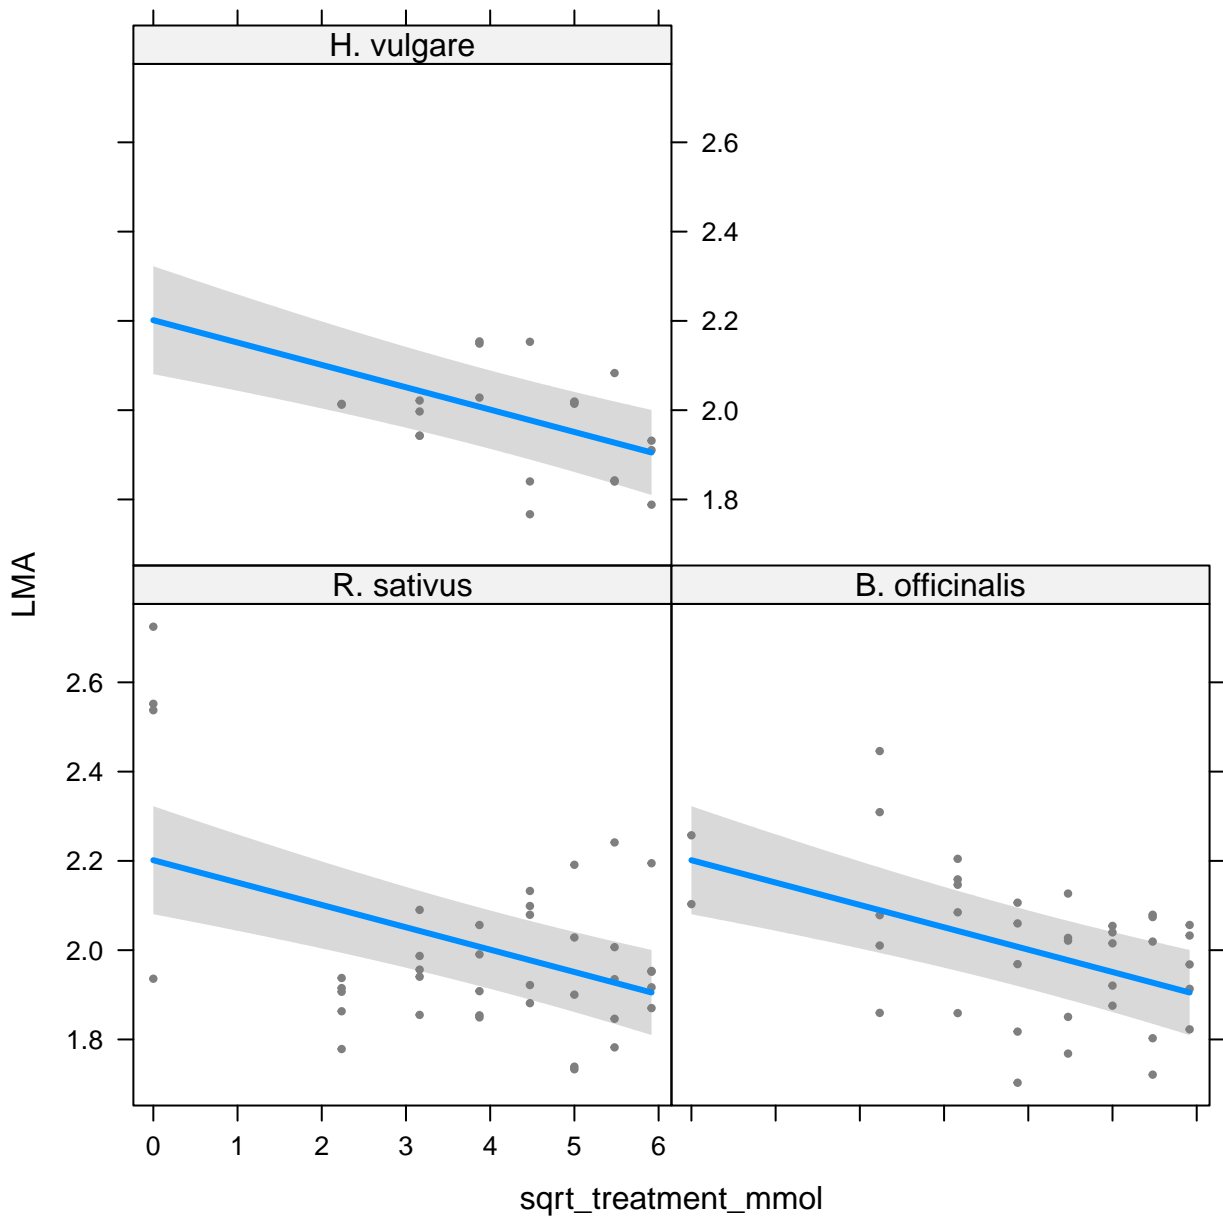 H. vulgare
2.6
2.4
2.2
2.0
1.8
LMA
R. sativus
B. officinalis
2.6
2.4
2.2
2.0
1.8
0 1 2 3 4 5 6
sqrt_treatment_mmol